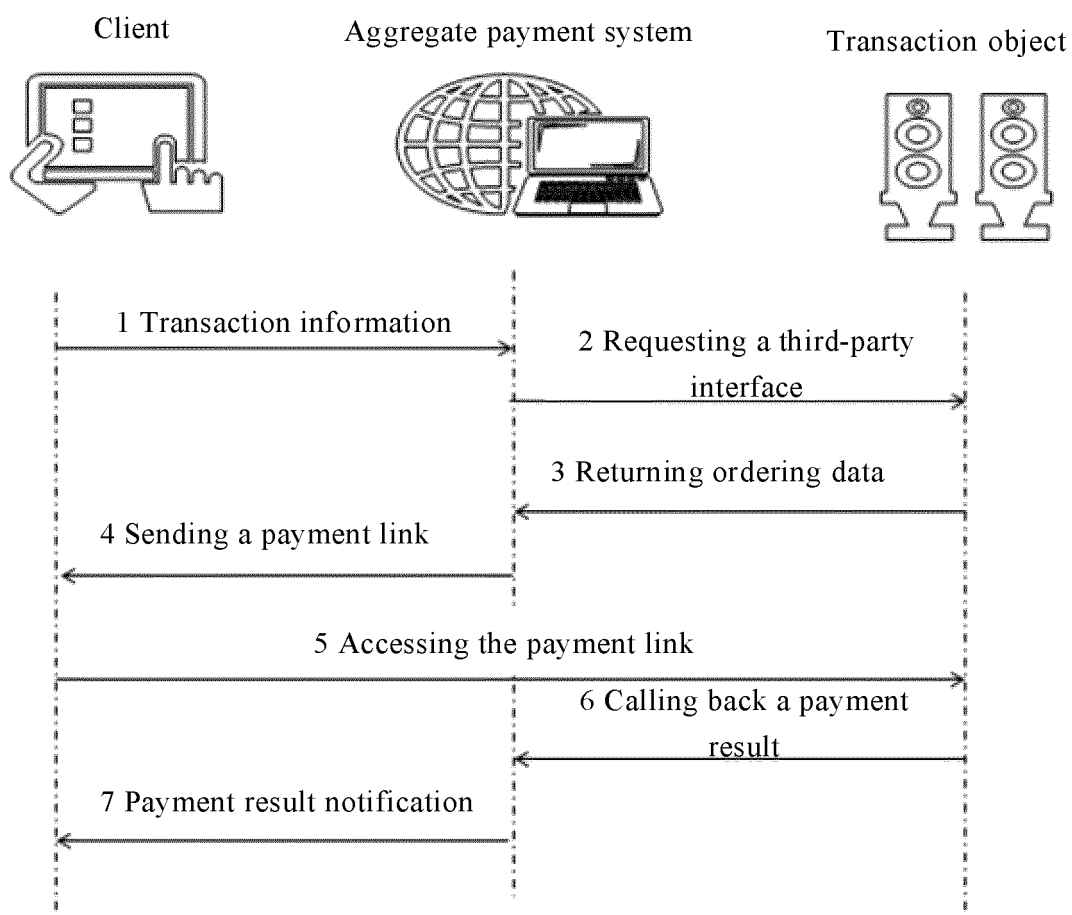 Client
Aggregate payment system
Transaction object
1 Transaction information
2 Requesting a third-party
interface
3 Returning ordering data
4 Sending a payment link
5 Accessing the payment link
6 Calling back a payment
result
7 Payment result notification